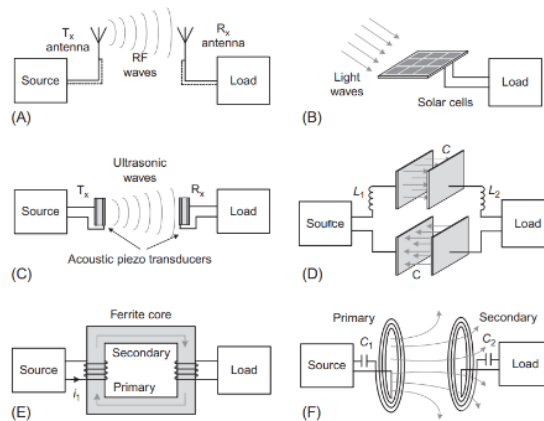 Tx antenna
Rx antenna
RF waves
Source
Load
(A)
Light waves
Solar cells
Load
(B)
Ultrasonic waves
Tx
Rx
Source
Load
Acoustic piezo transducers
(C)
C
L1
L2
Source
Load
C
(D)
Ferrite core
Secondary
Primary
Source
i1
Load
(E)
Primary
Secondary
C1
C2
Source
Load
(F)